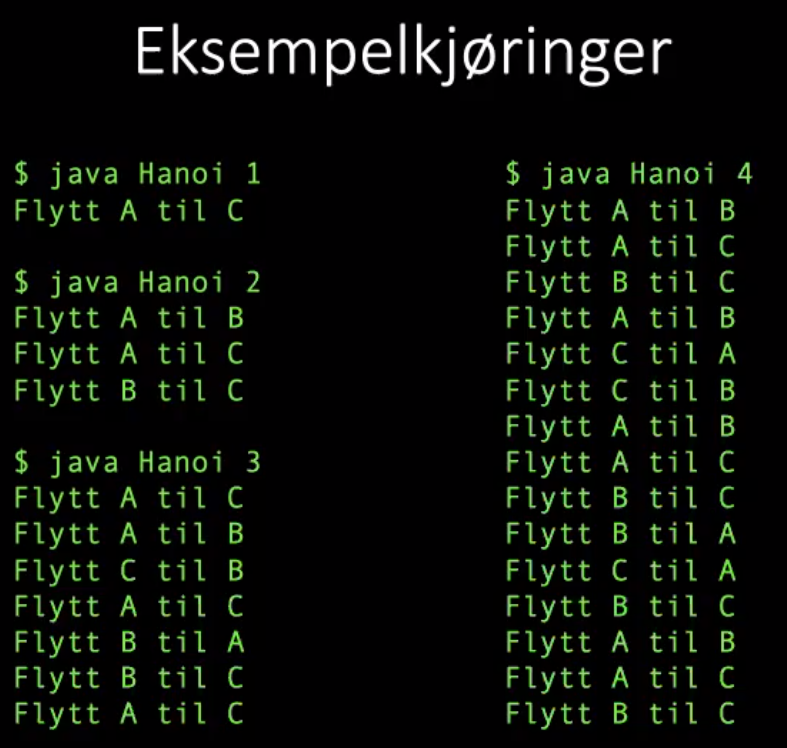 Eksempelkjøringer
$ java Hanoi 1
Flytt A til C
$ java Hanoi 2
Flytt A til B
Flytt A til C
Flytt B til C
$ java Hanoi 3
Flytt A til C
Flytt A til B
Flytt C til B
Flytt A til C
Flytt B til A
Flytt B til C
Flytt A til C
$ java Hanoi 4
Flytt A til B
Flytt A til C
Flytt B til C
Flytt A til B
Flytt C til A
Flytt C til B
Flytt A til B
Flytt A til C
Flytt B til C
Flytt B til A
Flytt C til A
Flytt B til C
Flytt A til B
Flytt A til C
Flytt B til C